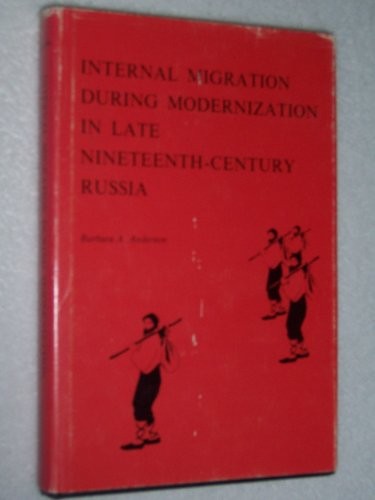 INTERNAL MIGRATION
DURING MODERNIZATION
IN LATE
NINETEENTH-CENTURY
RUSSIA
Barbara A. Anderson